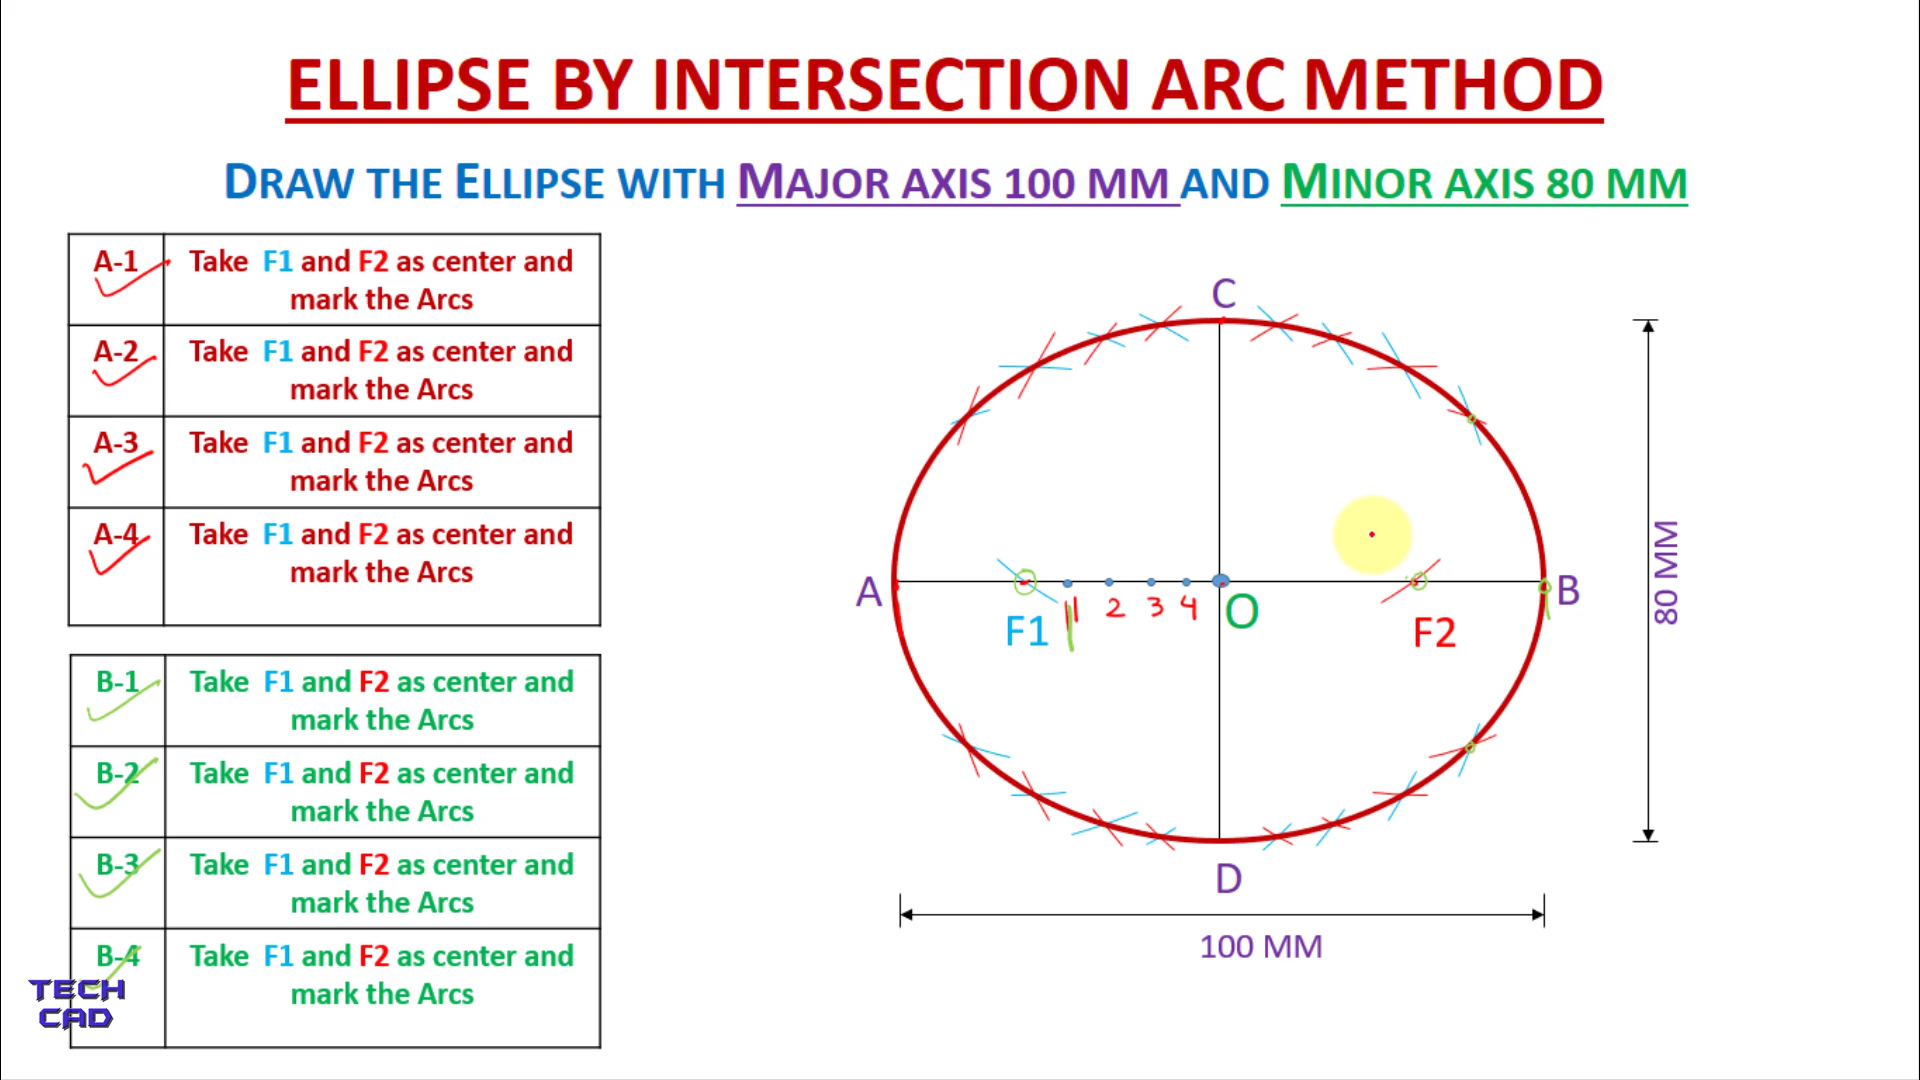 ELLIPSE BY INTERSECTION ARC METHOD
DRAW THE ELLIPSE WITH MAJOR AXIS 100 MM AND MINOR AXIS 80 MM
A-1 Take F1 and F2 as center and
mark the Arcs
A-2 Take F1 and F2 as center and
mark the Arcs
A-3 Take F1 and F2 as center and
mark the Arcs
A-4 Take F1 and F2 as center and
mark the Arcs
B-1 Take F1 and F2 as center and
mark the Arcs
B-2 Take F1 and F2 as center and
mark the Arcs
B-3 Take F1 and F2 as center and
mark the Arcs
B-4 Take F1 and F2 as center and
mark the Arcs
TECH
CAD
C
A
B
F1
1 2 3 4
O
F2
D
80 MM
100 MM